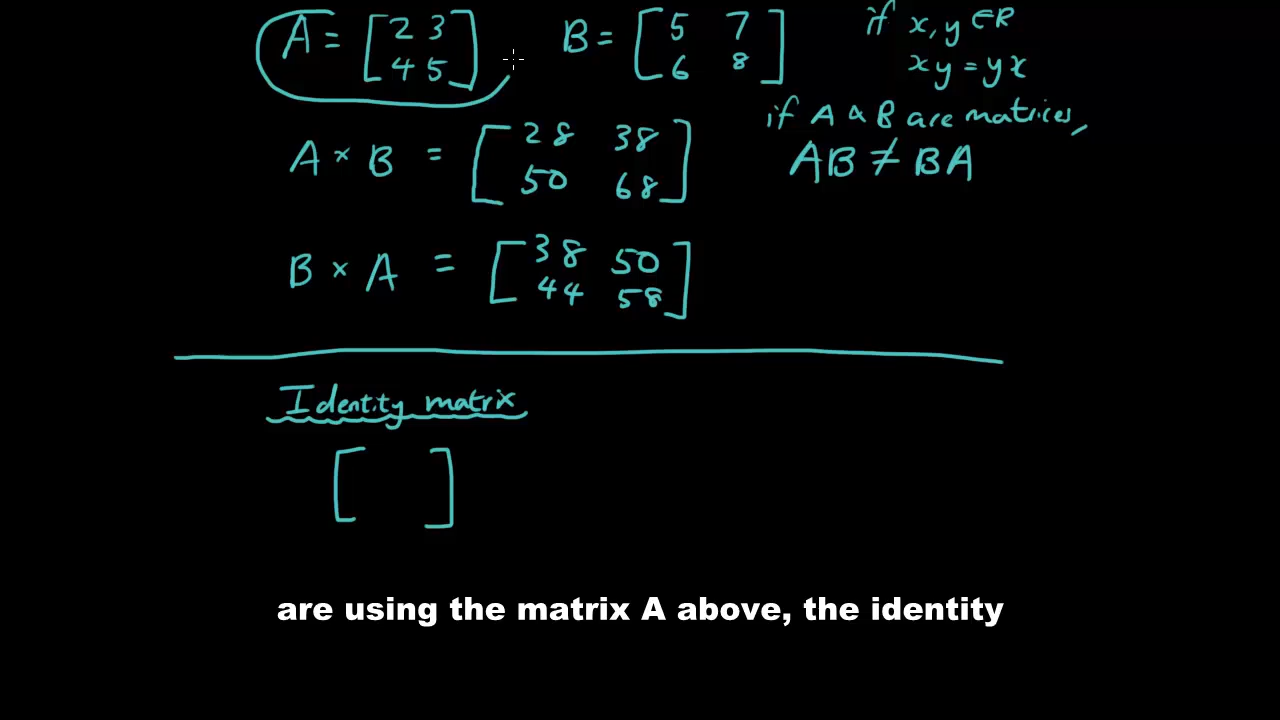 A = [2 3      B = [5 7      if x, y ∈ R
4 5]      6 8]      xy = yx
if A & B are matrices,
A × B = [28 38      AB ≠ BA
50 68]
B × A = [38 50
44 58]
Identity matrix
[ ]
are using the matrix A above, the identity